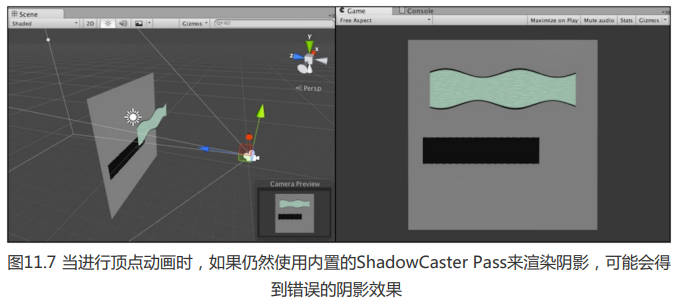 Scene
Shaded
2D
Gizmos
All
y
x
z
Persp
Camera Preview
Game
Console
Free Aspect
Maximize on Play
Mute audio
Stats
Gizmos
图11.7 当进行顶点动画时，如果仍然使用内置的ShadowCaster Pass来渲染阴影，可能会得
到错误的阴影效果